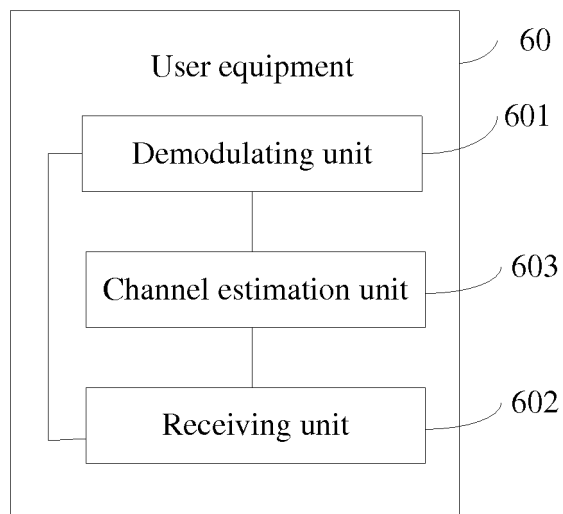 User equipment
60
Demodulating unit
601
Channel estimation unit
603
Receiving unit
602